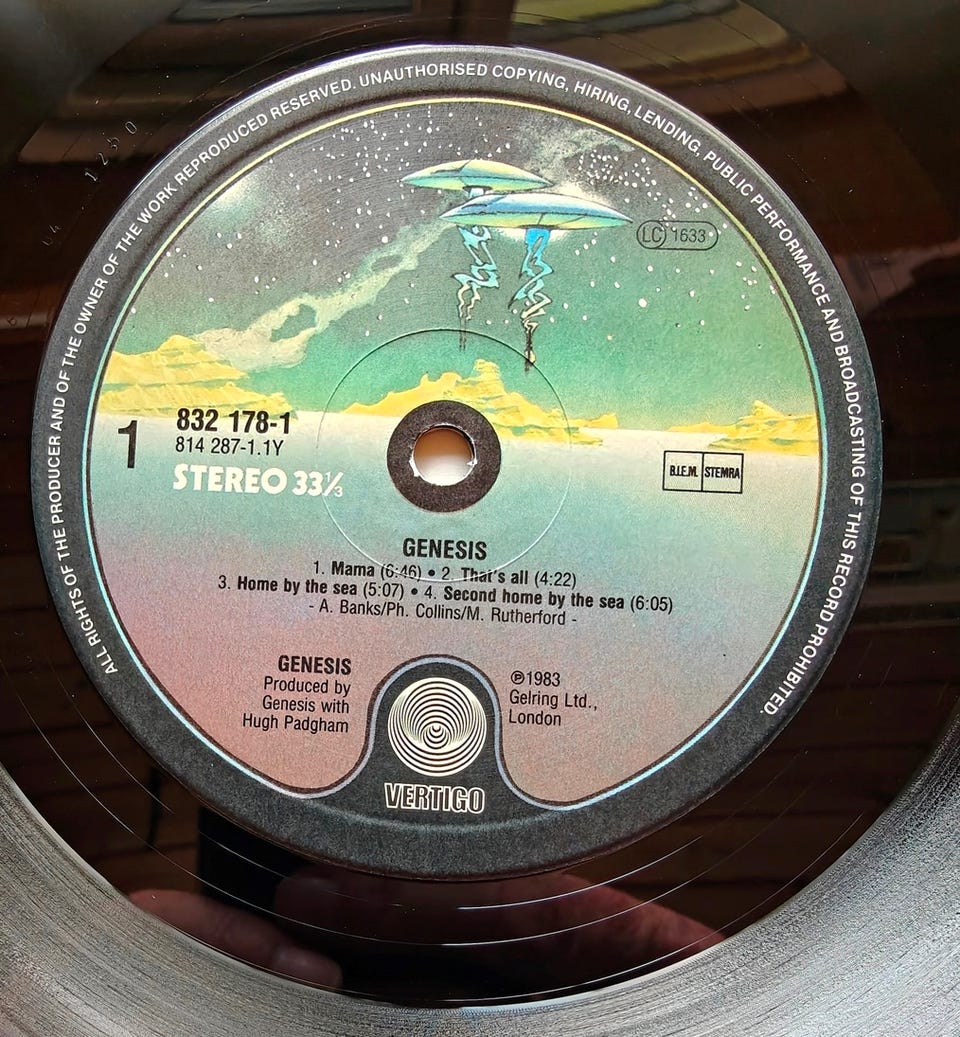 ALL RIGHTS OF THE PRODUCER AND OF THE OWNER OF THE WORK REPRODUCED RESERVED. UNAUTHORISED COPYING, HIRING, LENDING, PUBLIC PERFORMANCE AND BROADCASTING OF THIS RECORD PROHIBITED.
LC 1633
1
832 178-1
814 287-1.1Y
STEREO 33⅓
B.I.E.M. STEMRA
GENESIS
1. Mama (6:46) • 2. That's all (4:22)
3. Home by the sea (5:07) • 4. Second home by the sea (6:05)
- A. Banks/Ph. Collins/M. Rutherford -
GENESIS
Produced by
Genesis with
Hugh Padgham
℗1983
Gelring Ltd.,
London
VERTIGO